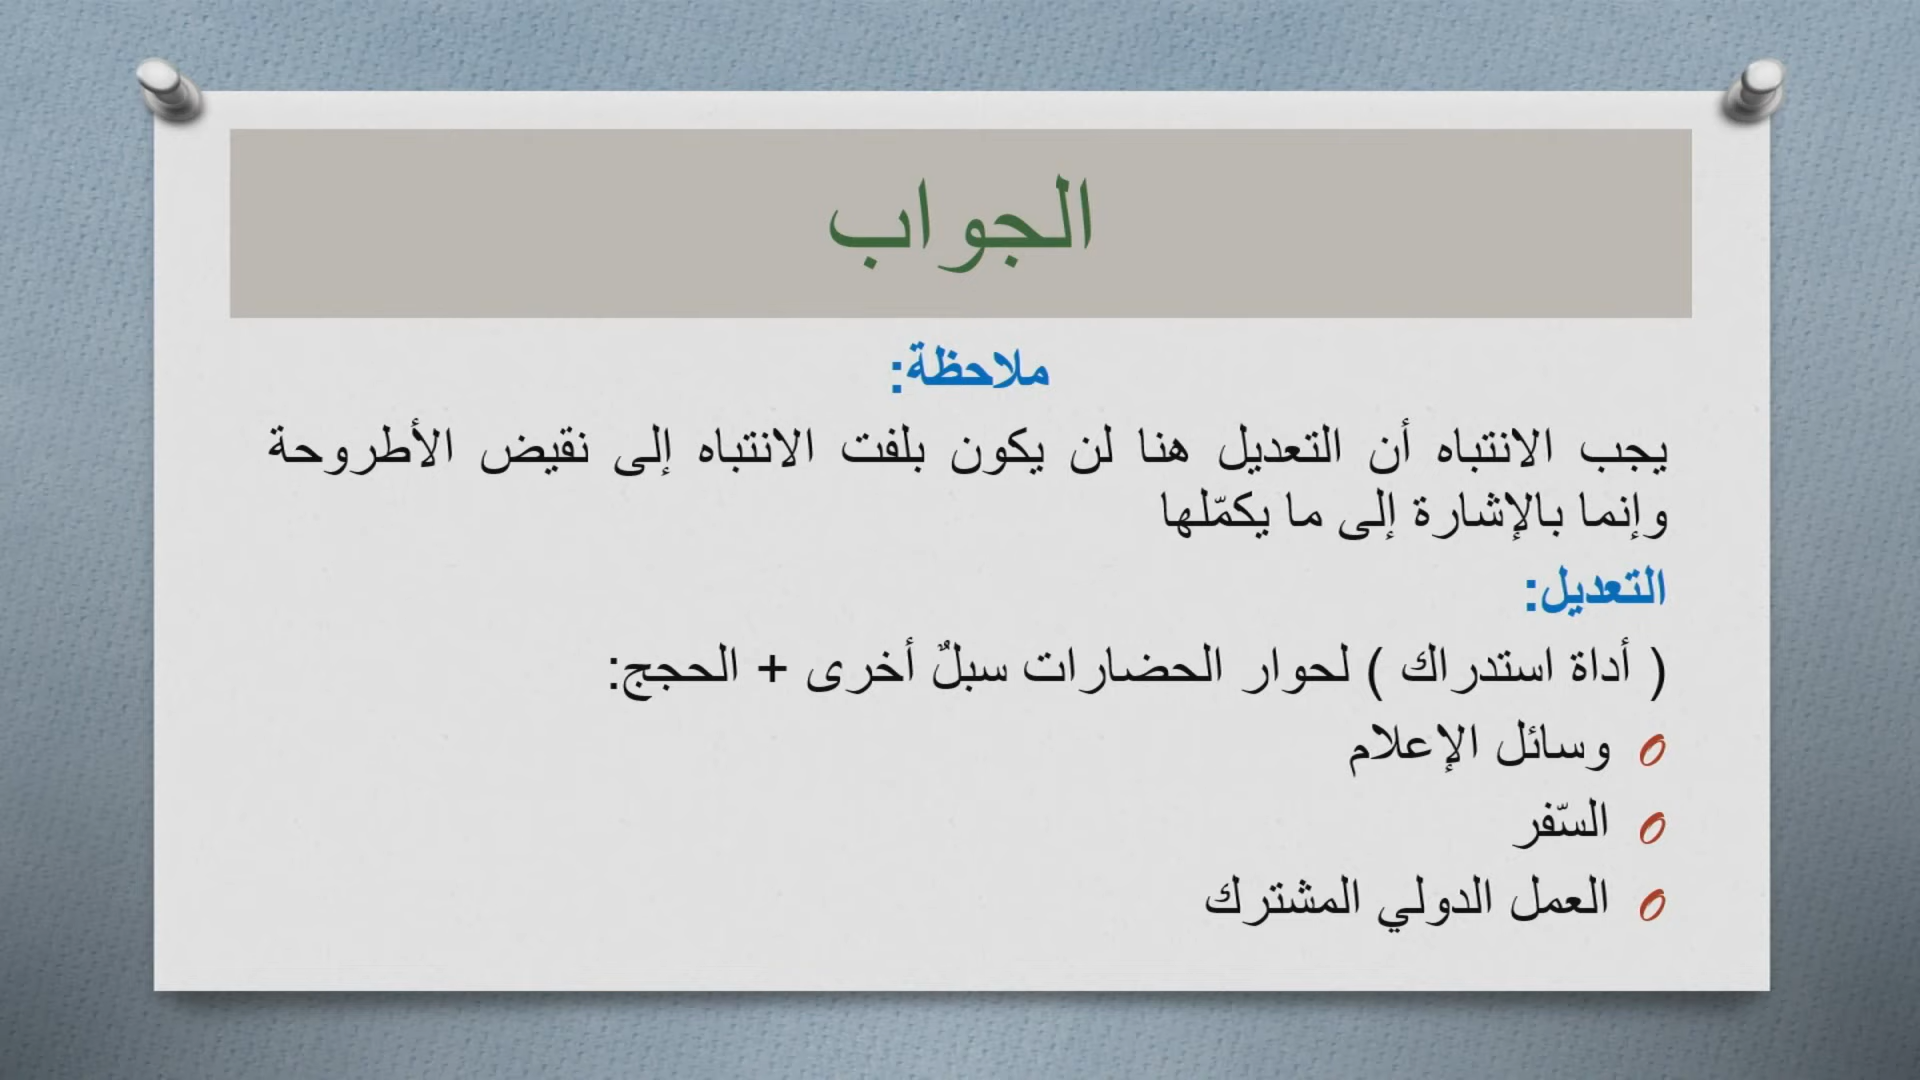 الجواب
ملاحظة:
يجب الانتباه أن التعديل هنا لن يكون بلفت الانتباه إلى نقيض الأطروحة
وإنما بالإشارة إلى ما يكمّلها
التعديل:
( أداة استدراك ) لحوار الحضارات سبلٌ أخرى + الحجج:
وسائل الإعلام
السّفر
العمل الدولي المشترك